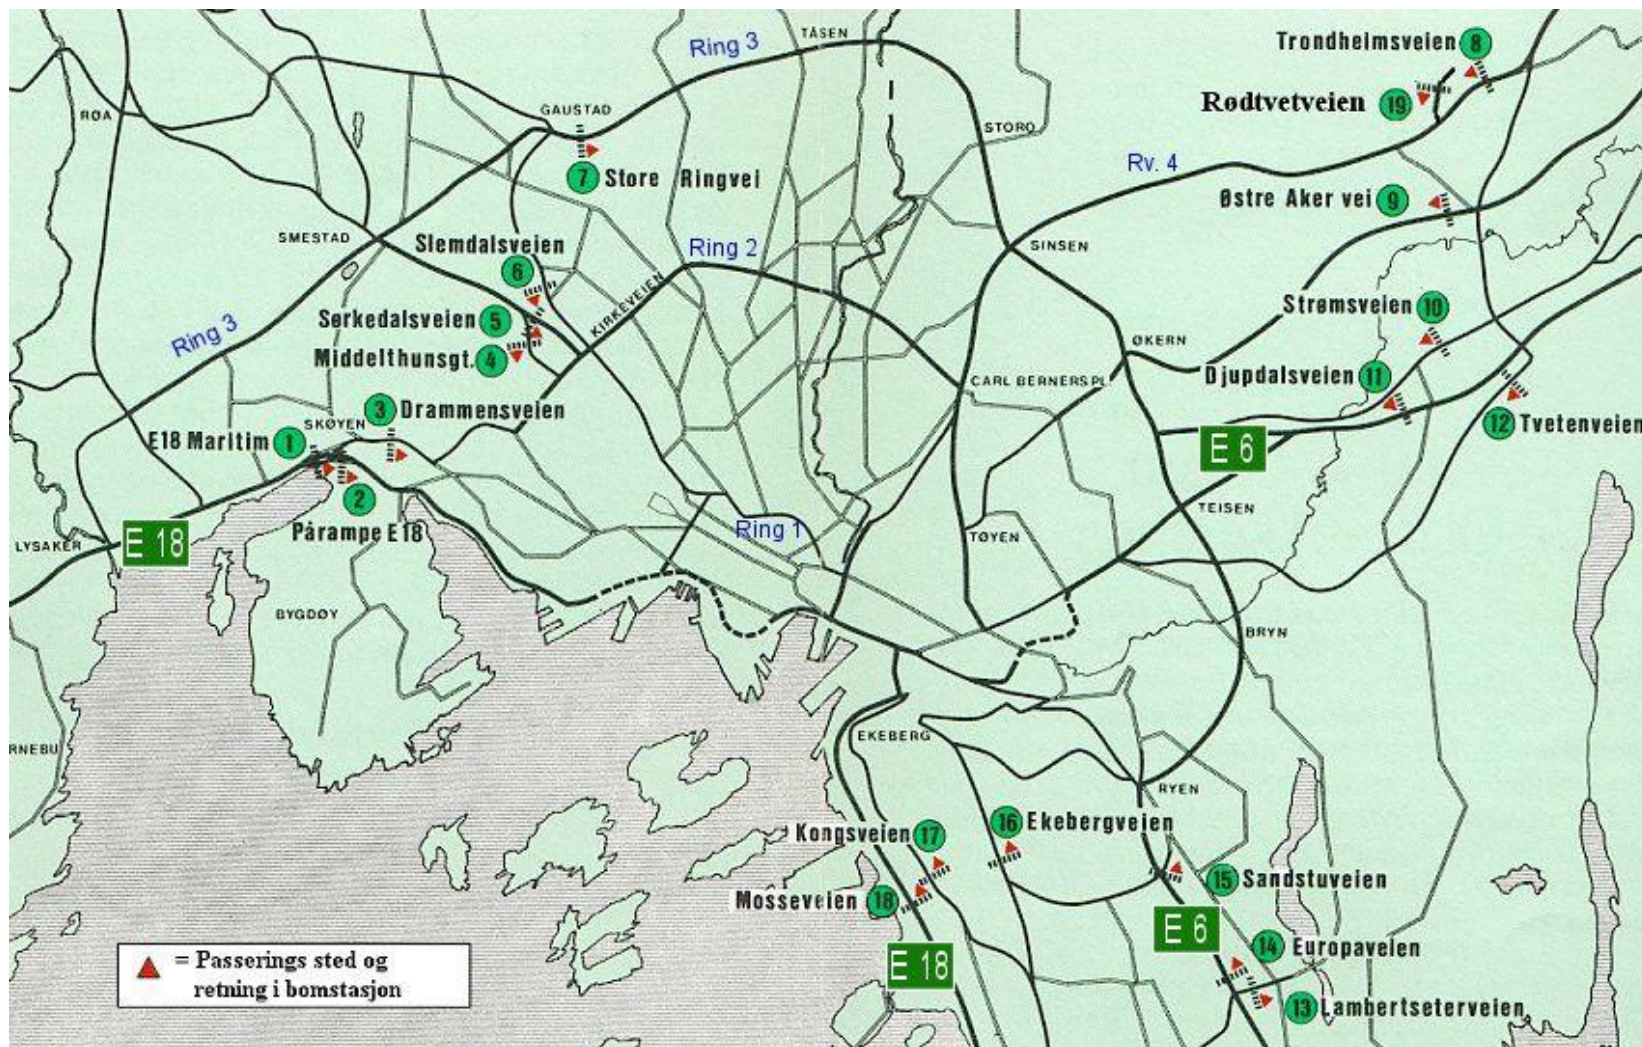 TÅSEN
Ring 3
Trondheimsveien 8
GAUSTAD
Rødtvetveien 19
RØA
STORO
Rv. 4
7 Store Ringvei
Østre Aker vei 9
SMESTAD
Slemdalsveien
6
Ring 2
SINSEN
KIRKEVEIEN
Strømsveien 10
Sørkedalsveien 5
Ring 3
ØKERN
Middelthunsgt. 4
Djupdalsveien 11
CARL BERNERS PL.
3 Drammensveien
SKØYEN
E18 Maritim 1
12 Tvetenveien
E 6
2
Pårampe E18
TEISEN
Ring 1
E 18
LYSAKER
TØYEN
BYGDØY
BRYN
EKEBERG
RNEBU
RYEN
16 Ekebergveien
Kongsveien 17
15 Sandstuveien
Mosseveien 18
E 6
14 Europaveien
E 18
= Passerings sted og
retning i bomstasjon
13 Lambertseterveien